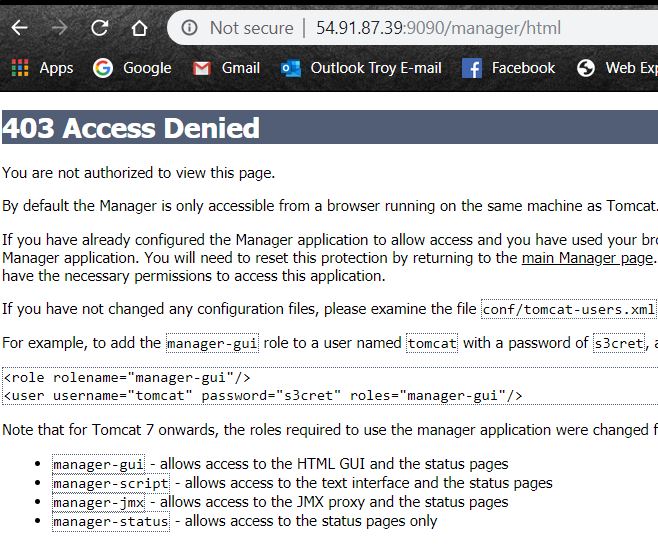 Not secure | 54.91.87.39:9090/manager/html
Apps Google Gmail Outlook Troy E-mail Facebook Web
403 Access Denied
You are not authorized to view this page.
By default the Manager is only accessible from a browser running on the same machine as Tomcat.
If you have already configured the Manager application to allow access and you have used your
Manager application. You will need to reset this protection by returning to the main Manager page.
have the necessary permissions to access this application.
If you have not changed any configuration files, please examine the file conf/tomcat-users.xml
For example, to add the manager-gui role to a user named tomcat with a password of s3cret,
<role rolename="manager-gui"/>
<user username="tomcat" password="s3cret" roles="manager-gui"/>
Note that for Tomcat 7 onwards, the roles required to use the manager application were changed
manager-gui - allows access to the HTML GUI and the status pages
manager-script - allows access to the text interface and the status pages
manager-jmx - allows access to the JMX proxy and the status pages
manager-status - allows access to the status pages only